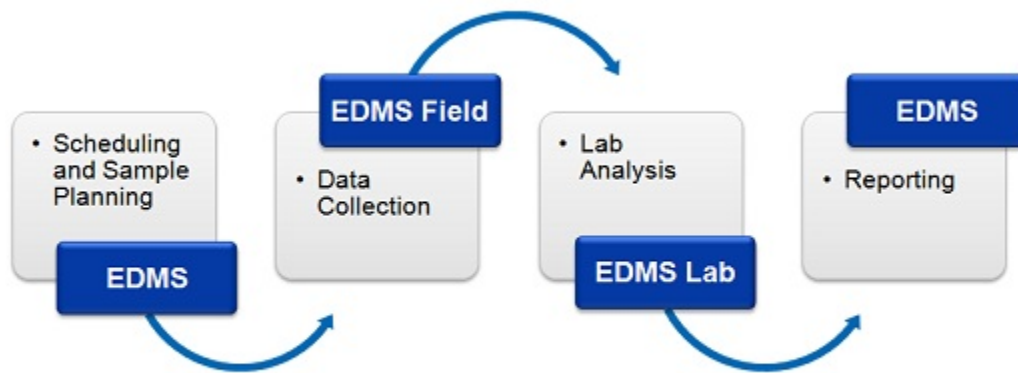 • Scheduling
and Sample
Planning
EDMS
EDMS Field
• Data
Collection
• Lab
Analysis
EDMS Lab
EDMS
• Reporting